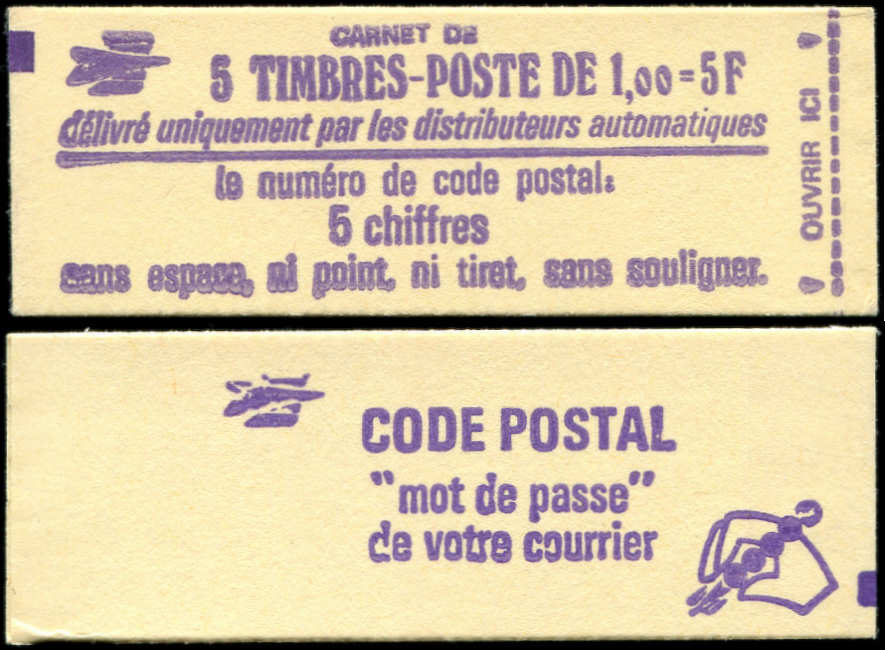 CARNET DE
5 TIMBRES-POSTE DE 1,00=5F
délivré uniquement par les distributeurs automatiques
le numéro de code postal:
5 chiffres
sans espace, ni point, ni tiret, sans souligner.
OUVRIR ICI
CODE POSTAL
"mot de passe"
de votre courrier